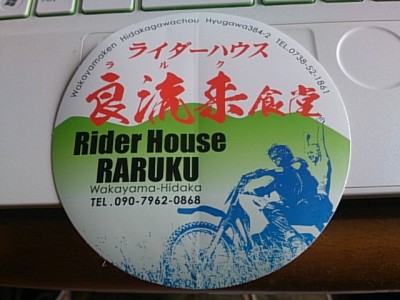 Wakayamaken Hidakagawachou Hyugawa384-2 TEL.0738-52-1861
ライダーハウス
ラルク
良流来食堂
Rider House
RARUKU
Wakayama-Hidaka
TEL. 090-7962-0868